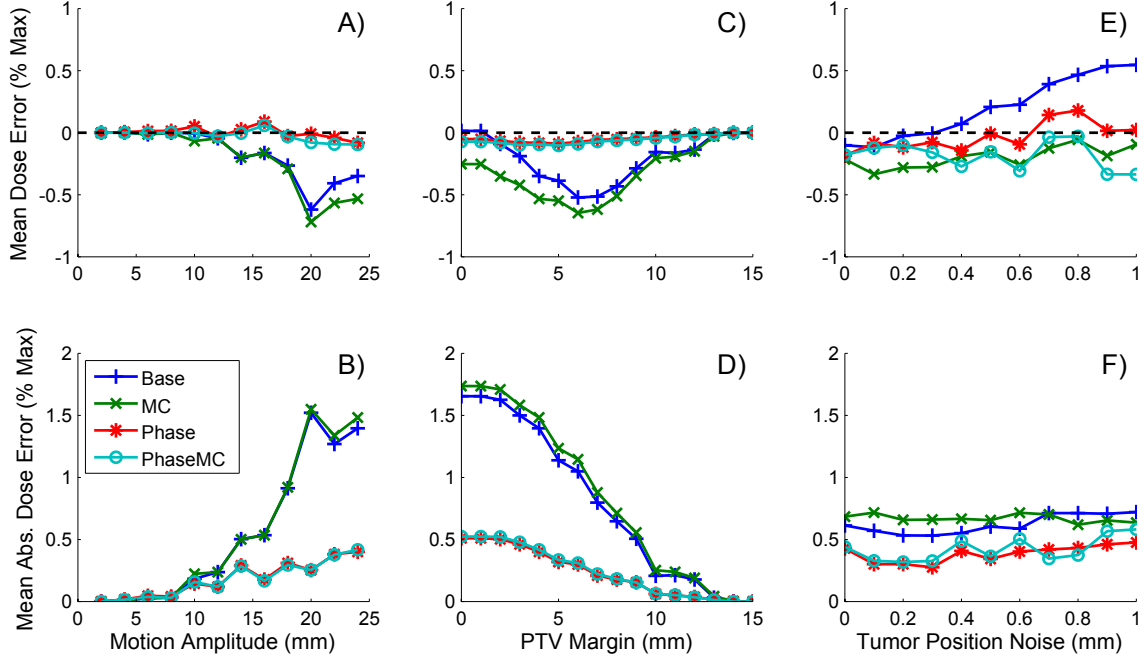 A)
Mean Dose Error (% Max)
1
0.5
0
-0.5
-1
0 5 10 15 20 25
C)
1
0.5
0
-0.5
-1
0 5 10 15
E)
1
0.5
0
-0.5
-1
0 0.2 0.4 0.6 0.8 1
B)
Mean Abs. Dose Error (% Max)
2
1.5
1
0.5
0
Base
MC
Phase
PhaseMC
0 5 10 15 20 25
Motion Amplitude (mm)
D)
2
1.5
1
0.5
0
0 5 10 15
PTV Margin (mm)
F)
2
1.5
1
0.5
0
0 0.2 0.4 0.6 0.8 1
Tumor Position Noise (mm)